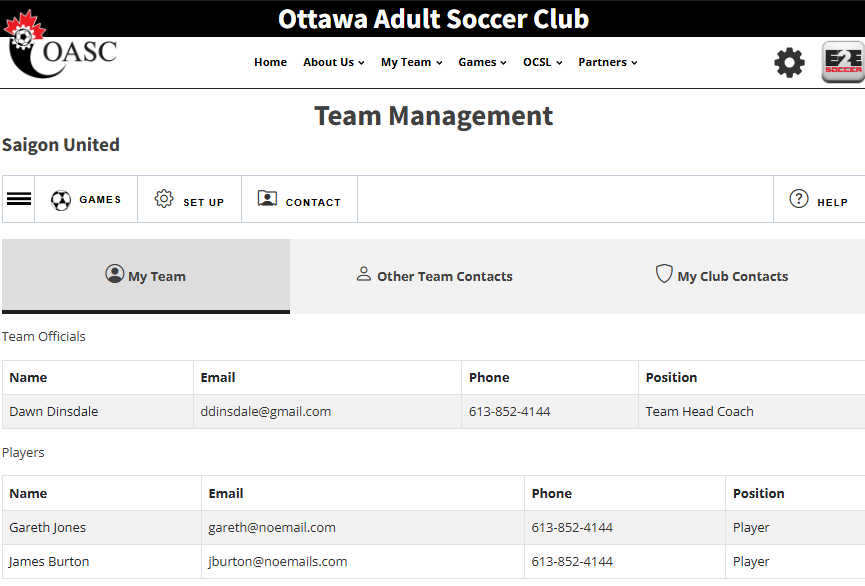 Ottawa Adult Soccer Club
OASC
Home About Us My Team Games OCSL Partners
E2E
SOCCER
Team Management
Saigon United
GAMES SET UP CONTACT ? HELP
My Team Other Team Contacts My Club Contacts
Team Officials
Name Email Phone Position
Dawn Dinsdale ddinsdale@gmail.com 613-852-4144 Team Head Coach
Players
Name Email Phone Position
Gareth Jones gareth@noemail.com 613-852-4144 Player
James Burton jburton@noemails.com 613-852-4144 Player